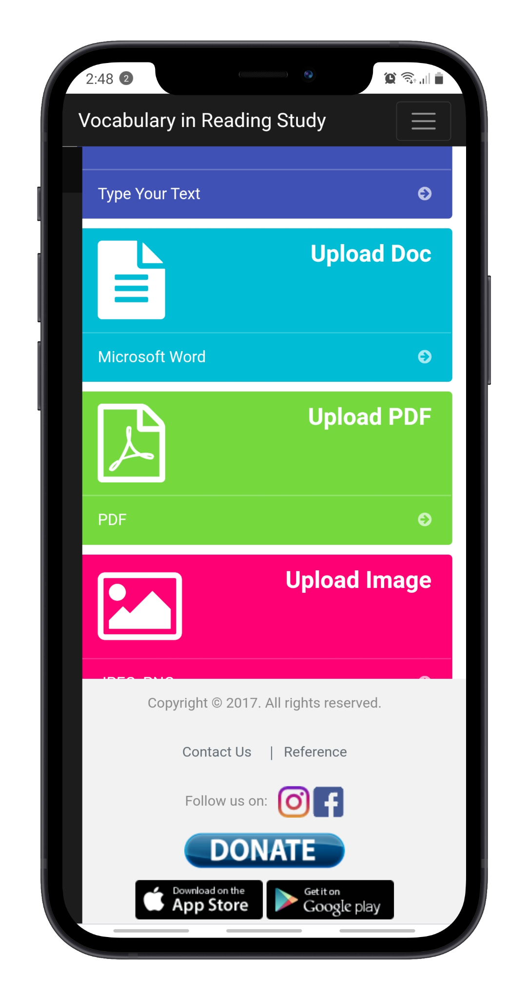 2:48 2
Vocabulary in Reading Study
Type Your Text
Upload Doc
Microsoft Word
Upload PDF
PDF
Upload Image
Copyright © 2017. All rights reserved.
Contact Us | Reference
Follow us on:
DONATE
Download on the
App Store
Get it on
Google play